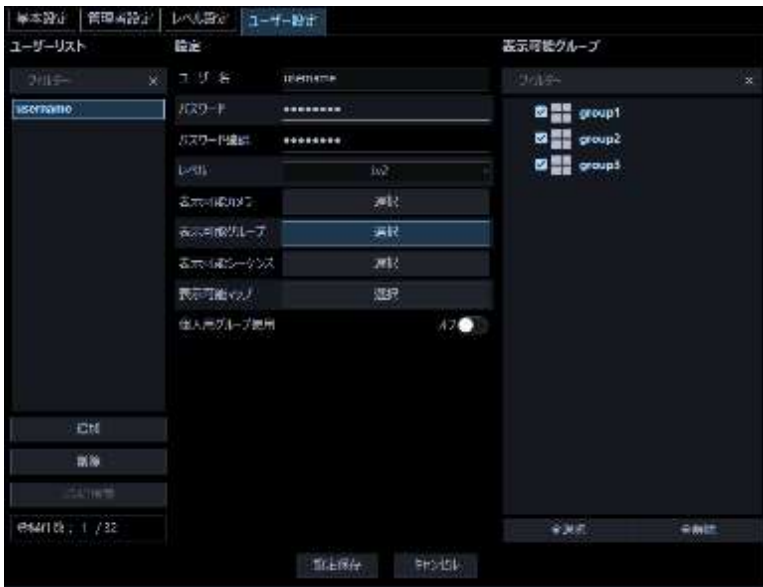 基本設定 管理者設定 レベル設定 ユーザー設定
ユーザーリスト 設定 表示可能グループ
フィルター × ユーザー名 username フィルター ×
username パスワード ●●●●●●●● group1
パスワード確認 ●●●●●●●● group2
レベル lv2 group3
表示可能カメラ 選択
表示可能グループ 選択
表示可能シーケンス 選択
表示可能マップ 選択
個人用グループ使用 オフ
追加
削除
登録件数: 1 /32 全選択 全解除
設定保存 キャンセル